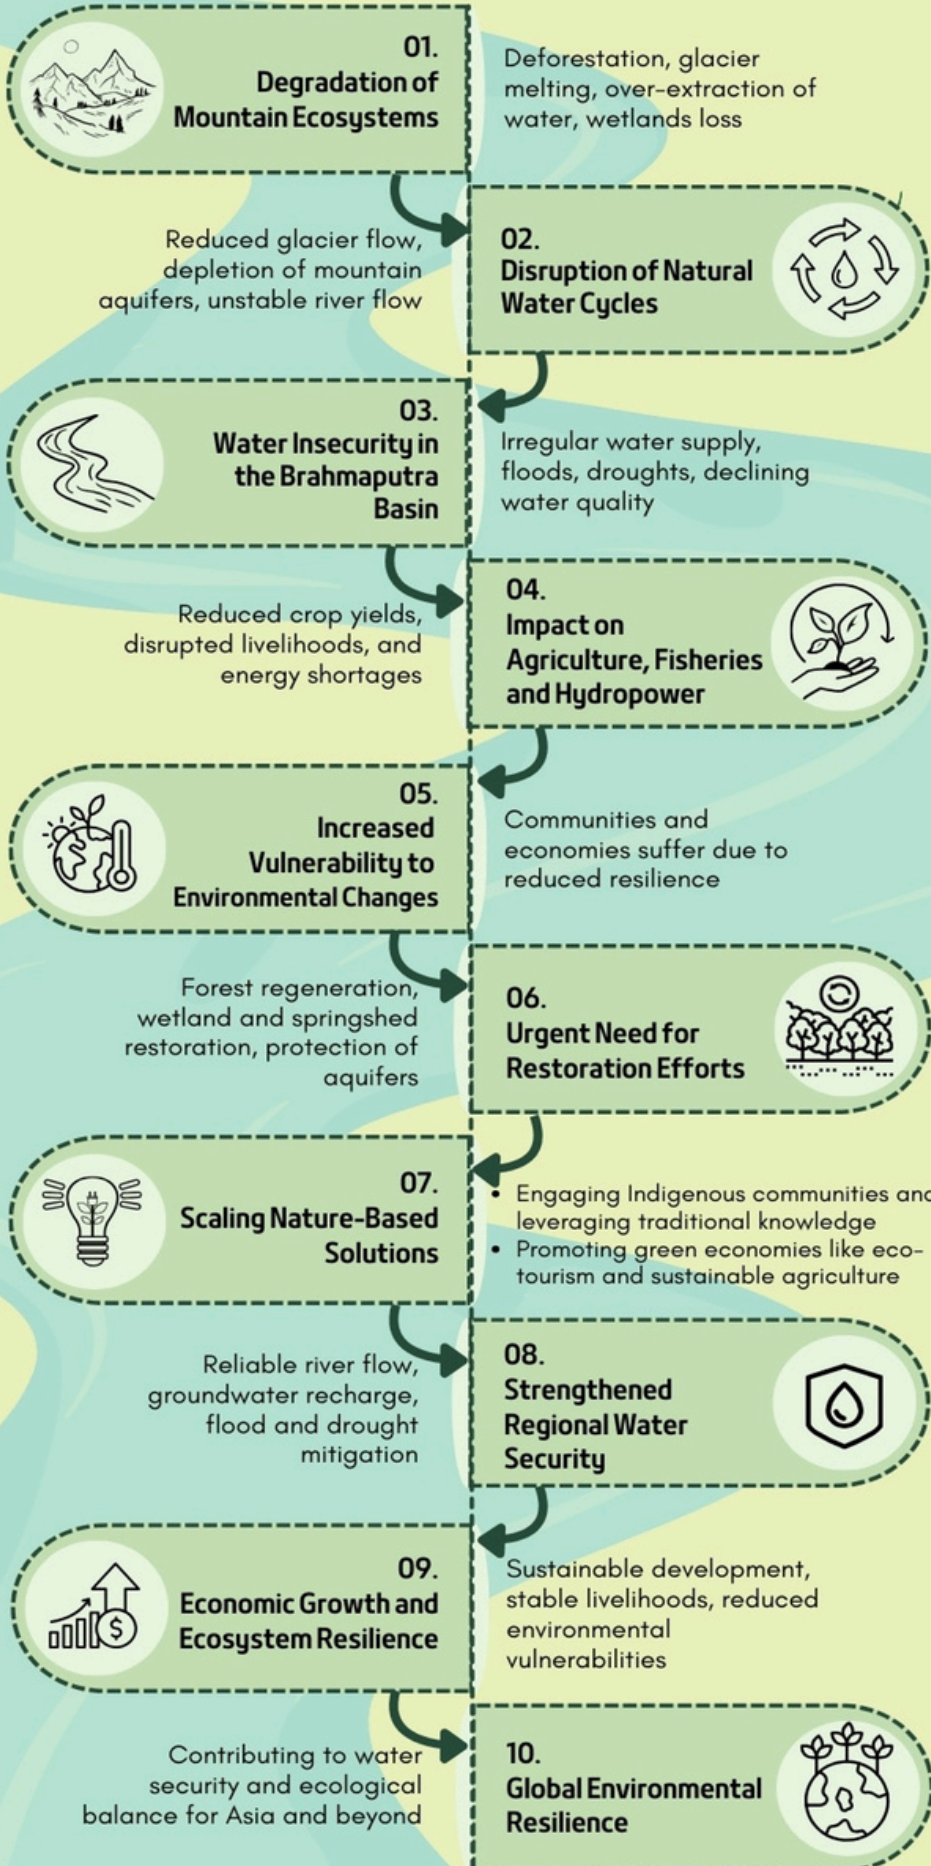 01.
Degradation of
Mountain Ecosystems
Deforestation, glacier
melting, over-extraction of
water, wetlands loss
02.
Disruption of Natural
Water Cycles
Reduced glacier flow,
depletion of mountain
aquifers, unstable river flow
03.
Water Insecurity in
the Brahmaputra
Basin
Irregular water supply,
floods, droughts, declining
water quality
04.
Impact on
Agriculture, Fisheries
and Hydropower
Reduced crop yields,
disrupted livelihoods, and
energy shortages
05.
Increased
Vulnerability to
Environmental Changes
Communities and
economies suffer due to
reduced resilience
06.
Urgent Need for
Restoration Efforts
Forest regeneration,
wetland and springshed
restoration, protection of
aquifers
07.
Scaling Nature-Based
Solutions
• Engaging Indigenous communities and
leveraging traditional knowledge
• Promoting green economies like eco-
tourism and sustainable agriculture
08.
Strengthened
Regional Water
Security
Reliable river flow,
groundwater recharge,
flood and drought
mitigation
09.
Economic Growth and
Ecosystem Resilience
$
Sustainable development,
stable livelihoods, reduced
environmental
vulnerabilities
10.
Global Environmental
Resilience
Contributing to water
security and ecological
balance for Asia and beyond